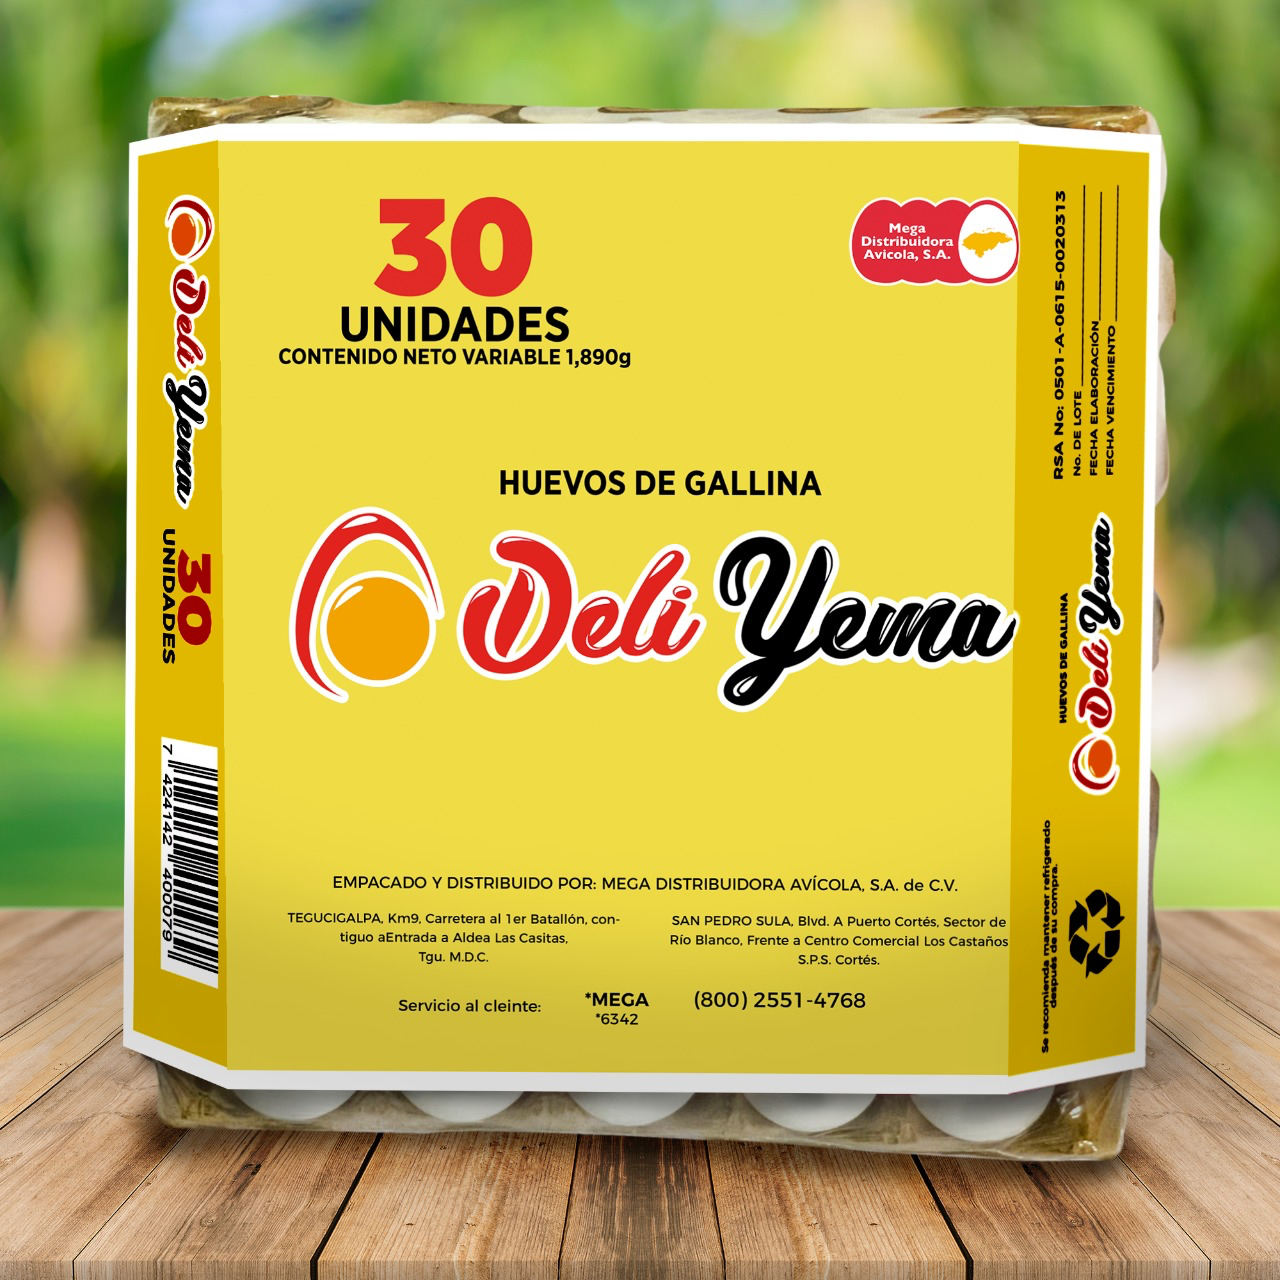 30
UNIDADES
CONTENIDO NETO VARIABLE 1,890g
Mega
Distribuidora
Avicola, S.A.
HUEVOS DE GALLINA
Deli Yema
EMPACADO Y DISTRIBUIDO POR: MEGA DISTRIBUIDORA AVÍCOLA, S.A. de C.V.
TEGUCIGALPA, Km9, Carretera al 1er Batallón, con-
tiguo aEntrada a Aldea Las Casitas,
Tgu. M.D.C.
SAN PEDRO SULA, Blvd. A Puerto Cortés, Sector de
Río Blanco, Frente a Centro Comercial Los Castaños
S.P.S. Cortés.
Servicio al cleinte:
*MEGA
*6342
(800) 2551-4768
Deli Yema
30
UNIDADES
7 424142 400079
RSA No: 0501-A-0615-0020313
No. DE LOTE
FECHA ELABORACIÓN
FECHA VENCIMIENTO
HUEVOS DE GALLINA
Deli Yema
Se recomienda mantener refrigerado
después de su compra.